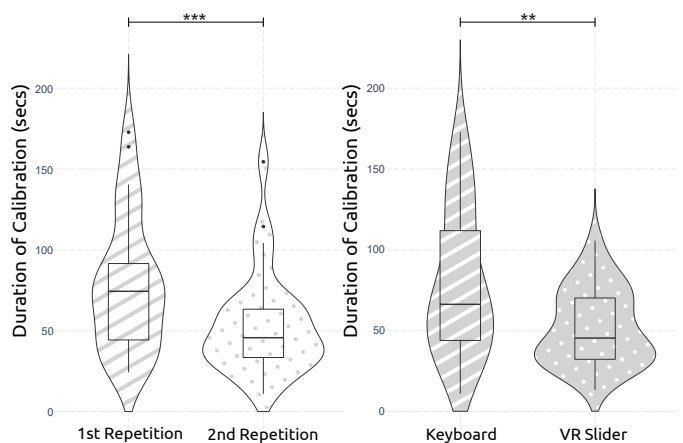 ***
**
Duration of Calibration (secs)
200
150
100
50
0
1st Repetition
2nd Repetition
Duration of Calibration (secs)
200
150
100
50
0
Keyboard
VR Slider